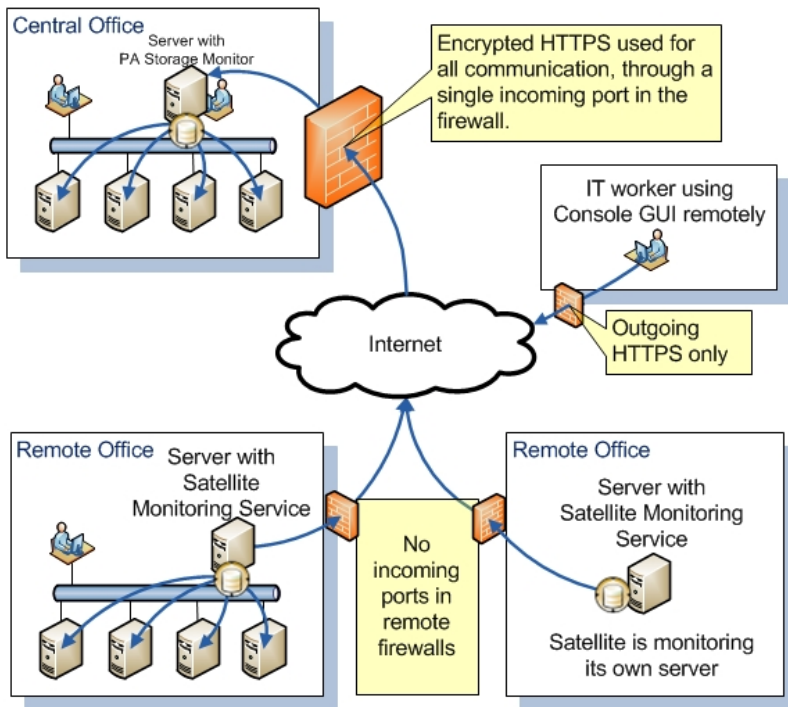 Central Office
Server with
PA Storage Monitor
Encrypted HTTPS used for
all communication, through a
single incoming port in the
firewall.
IT worker using
Console GUI remotely
Outgoing
HTTPS only
Internet
Remote Office
Server with
Satellite
Monitoring Service
No
incoming
ports in
remote
firewalls
Remote Office
Server with
Satellite Monitoring
Service
Satellite is monitoring
its own server